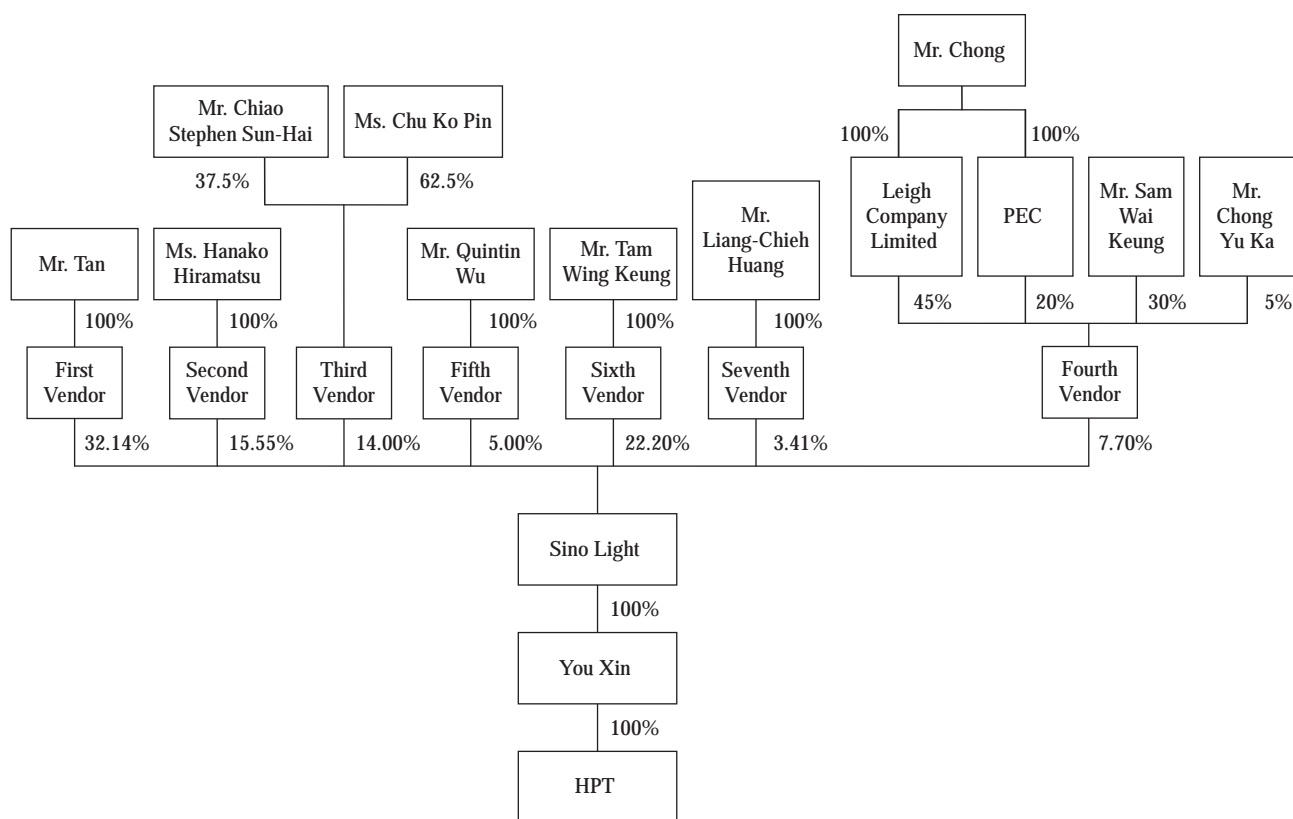 Mr. Chong
Mr. Chiao
Stephen Sun-Hai
Ms. Chu Ko Pin
100%
100%
37.5%
62.5%
Leigh
Company
Limited
PEC
Mr. Sam
Wai
Keung
Mr.
Chong
Yu Ka
Mr.
Liang-Chieh
Huang
Mr. Tan
Ms. Hanako
Hiramatsu
Mr. Quintin
Wu
Mr. Tam
Wing Keung
45%
20%
30%
5%
100%
100%
100%
100%
100%
First
Vendor
Second
Vendor
Third
Vendor
Fifth
Vendor
Sixth
Vendor
Seventh
Vendor
Fourth
Vendor
32.14%
15.55%
14.00%
5.00%
22.20%
3.41%
7.70%
Sino Light
100%
You Xin
100%
HPT